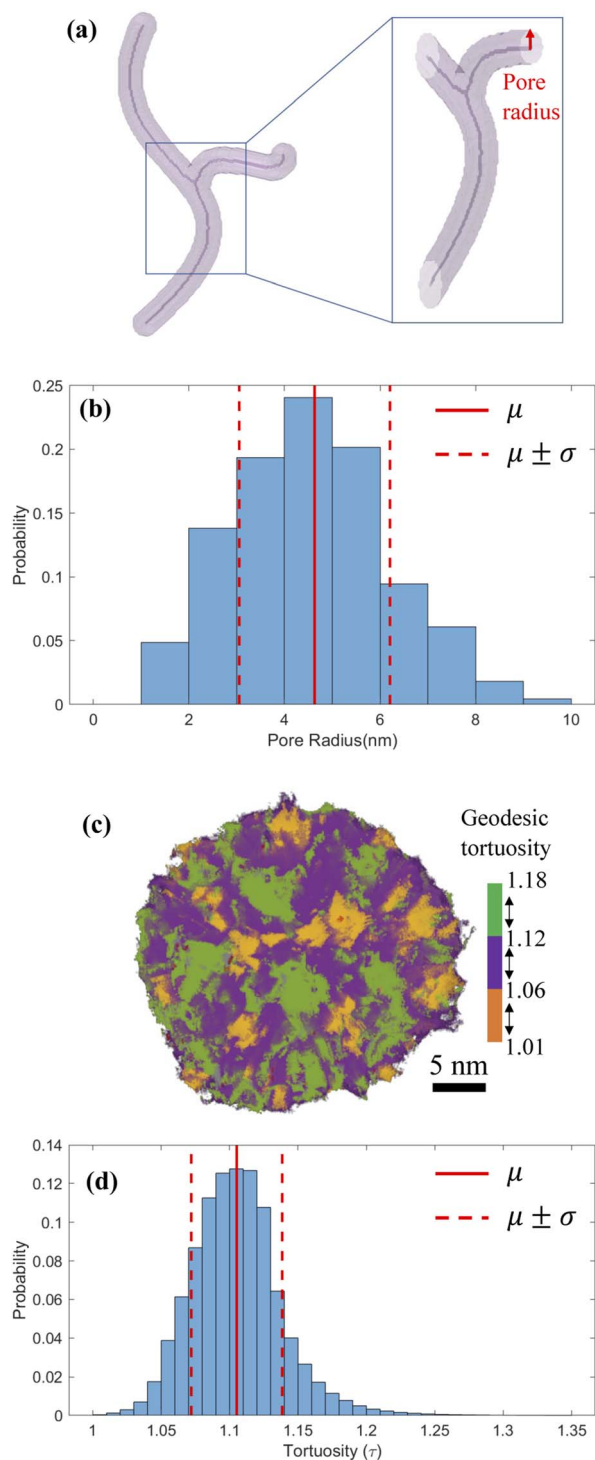 (a)
Pore
radius
(b)
μ
μ ± σ
0.25
0.2
0.15
0.1
0.05
0
Probability
0 2 4 6 8 10
Pore Radius(nm)
(c)
Geodesic
tortuosity
1.18
1.12
1.06
1.01
5 nm
(d)
μ
μ ± σ
0.14
0.12
0.1
0.08
0.06
0.04
0.02
0
Probability
1 1.05 1.1 1.15 1.2 1.25 1.3 1.35
Tortuosity (τ)